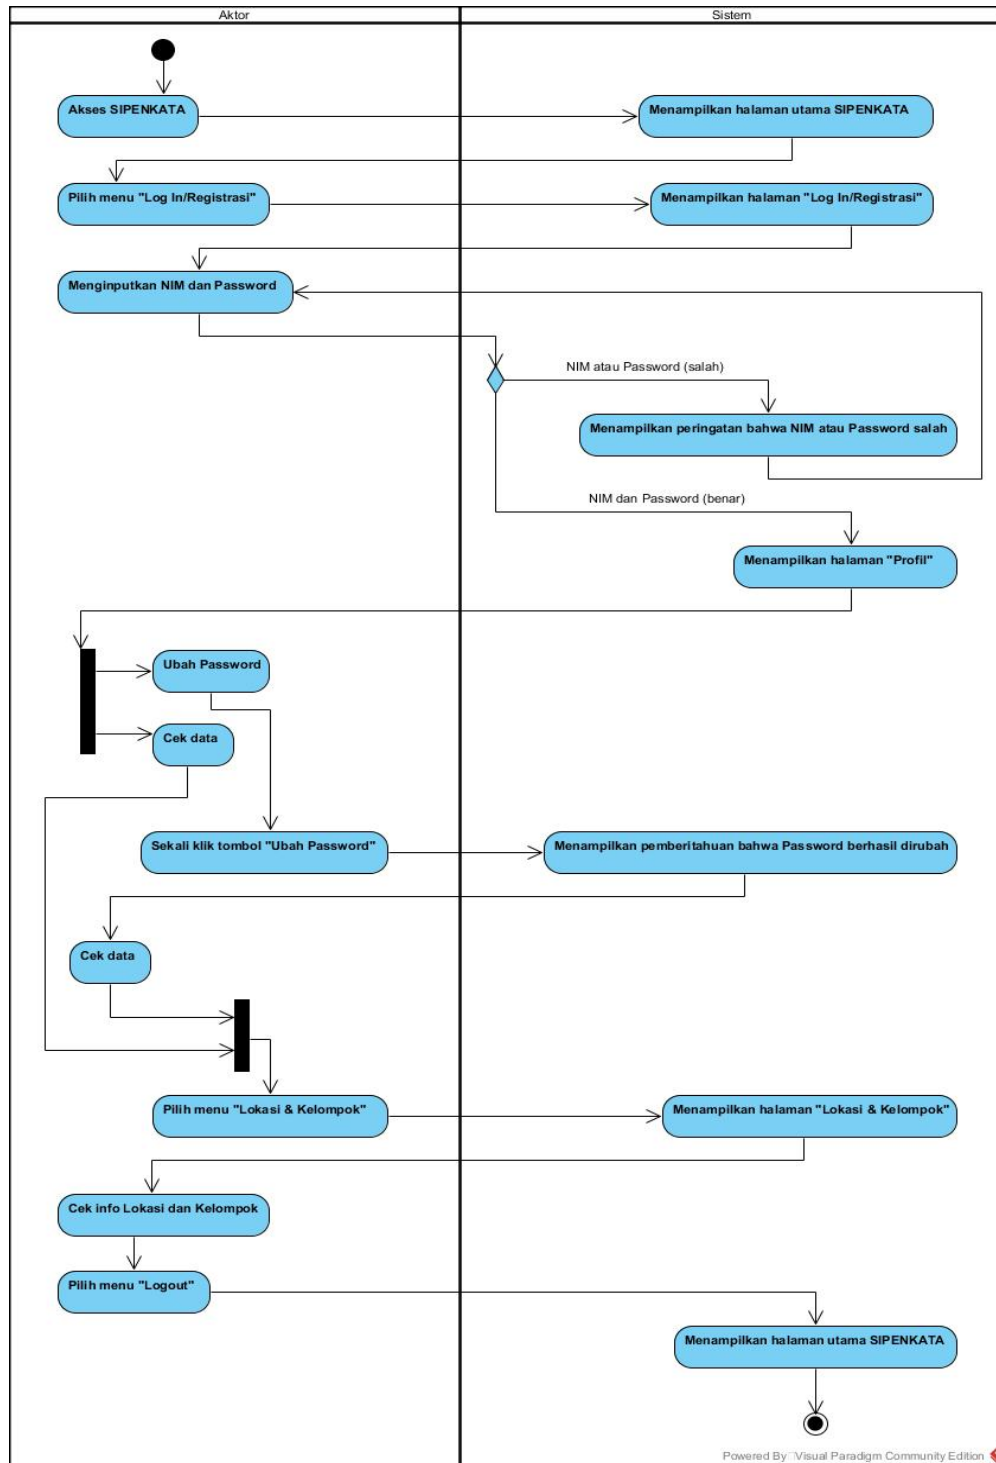 Aktor
Sistem
Akses SIPENKATA
Menampilkan halaman utama SIPENKATA
Pilih menu "Log In/Registrasi"
Menampilkan halaman "Log In/Registrasi"
Menginputkan NIM dan Password
NIM atau Password (salah)
Menampilkan peringatan bahwa NIM atau Password salah
NIM dan Password (benar)
Menampilkan halaman "Profil"
Ubah Password
Cek data
Sekali klik tombol "Ubah Password"
Menampilkan pemberitahuan bahwa Password berhasil dirubah
Cek data
Pilih menu "Lokasi & Kelompok"
Menampilkan halaman "Lokasi & Kelompok"
Cek info Lokasi dan Kelompok
Pilih menu "Logout"
Menampilkan halaman utama SIPENKATA
Powered By Visual Paradigm Community Edition